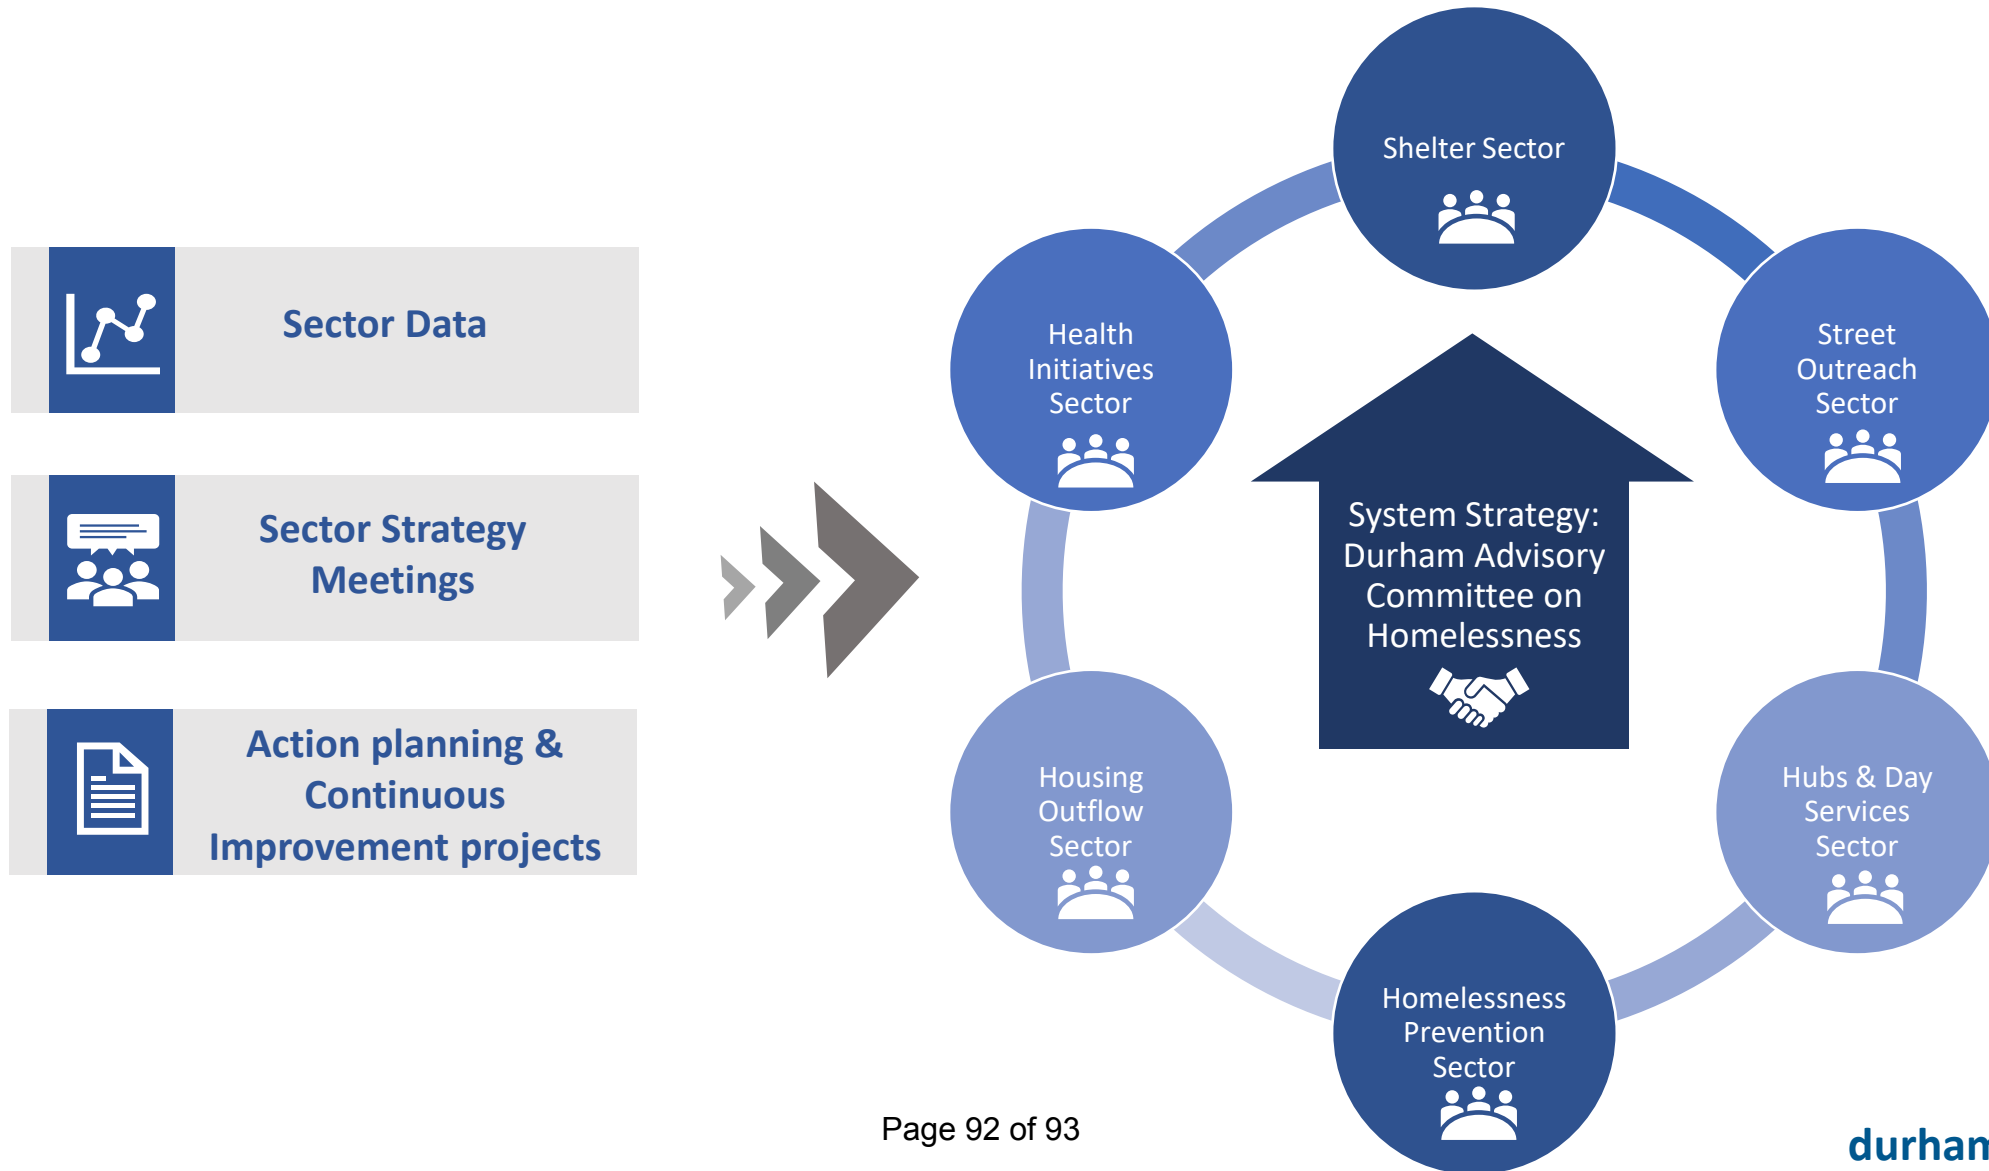 Sector Data
Sector Strategy
Meetings
Action planning &
Continuous
Improvement projects
Shelter Sector
Street
Outreach
Sector
Hubs & Day
Services
Sector
Homelessness
Prevention
Sector
Housing
Outflow
Sector
Health
Initiatives
Sector
System Strategy:
Durham Advisory
Committee on
Homelessness
Page 92 of 93
durham